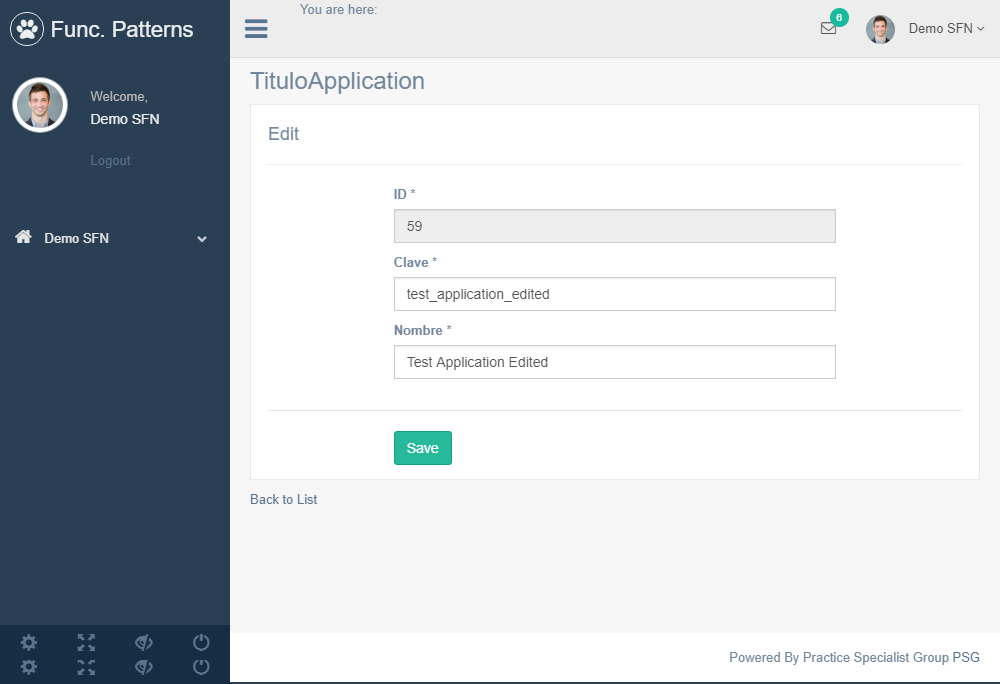 Func. Patterns
Welcome,
Demo SFN
Logout
Demo SFN
You are here:
6
Demo SFN
TituloApplication
Edit
ID *
59
Clave *
test_application_edited
Nombre *
Test Application Edited
Save
Back to List
Powered By Practice Specialist Group PSG